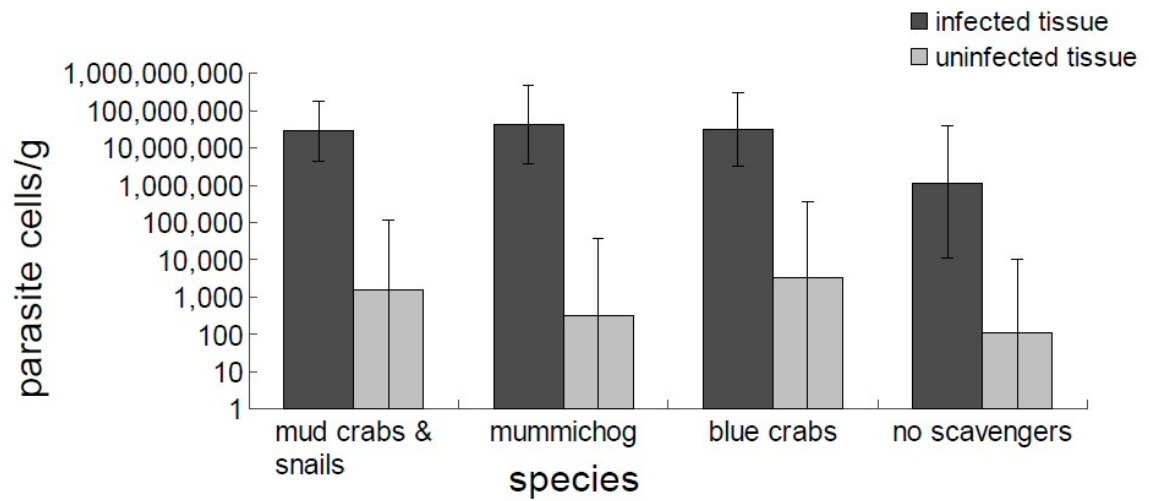 infected tissue
uninfected tissue
1,000,000,000
100,000,000
10,000,000
1,000,000
100,000
10,000
1,000
100
10
1
parasite cells/g
mud crabs & snails
mummichog
blue crabs
no scavengers
species